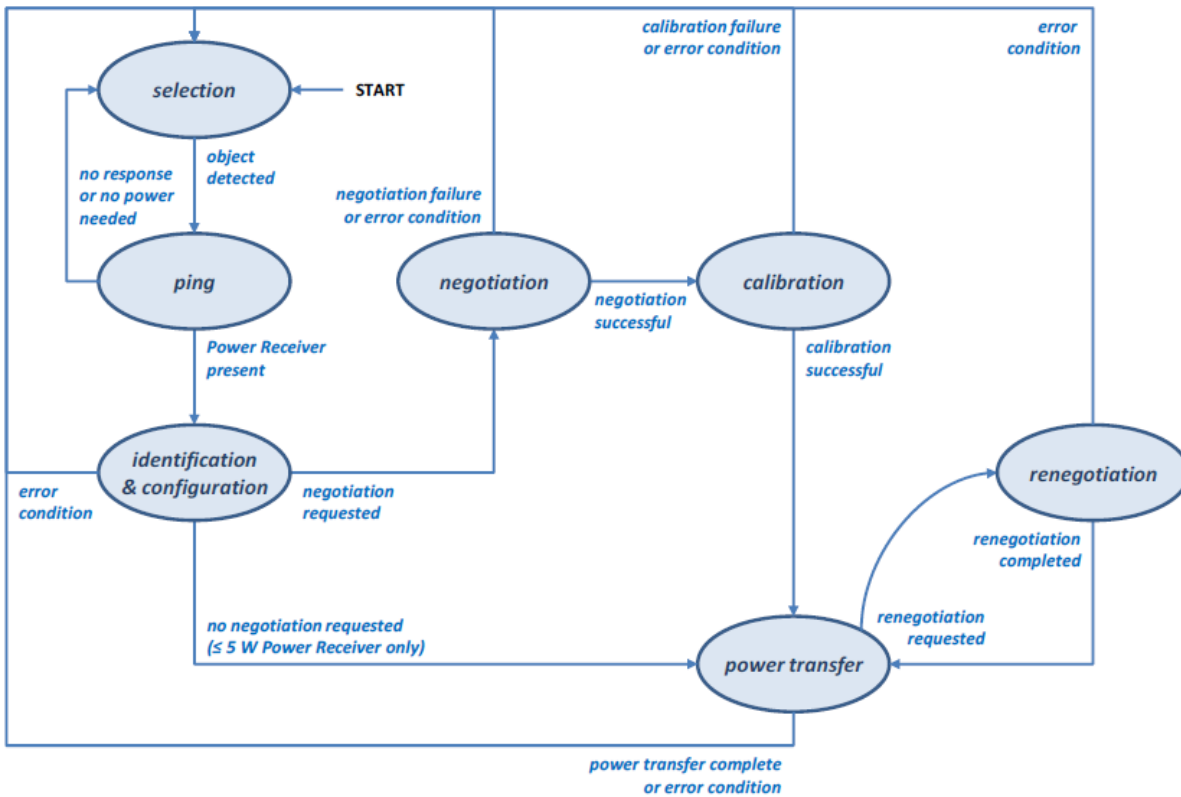 calibration failure
or error condition
error
condition
selection
START
object
detected
no response
or no power
needed
negotiation failure
or error condition
ping
negotiation
calibration
negotiation
successful
Power Receiver
present
calibration
successful
identification
& configuration
error
condition
negotiation
requested
renegotiation
renegotiation
completed
no negotiation requested
(≤ 5 W Power Receiver only)
renegotiation
requested
power transfer
power transfer complete
or error condition